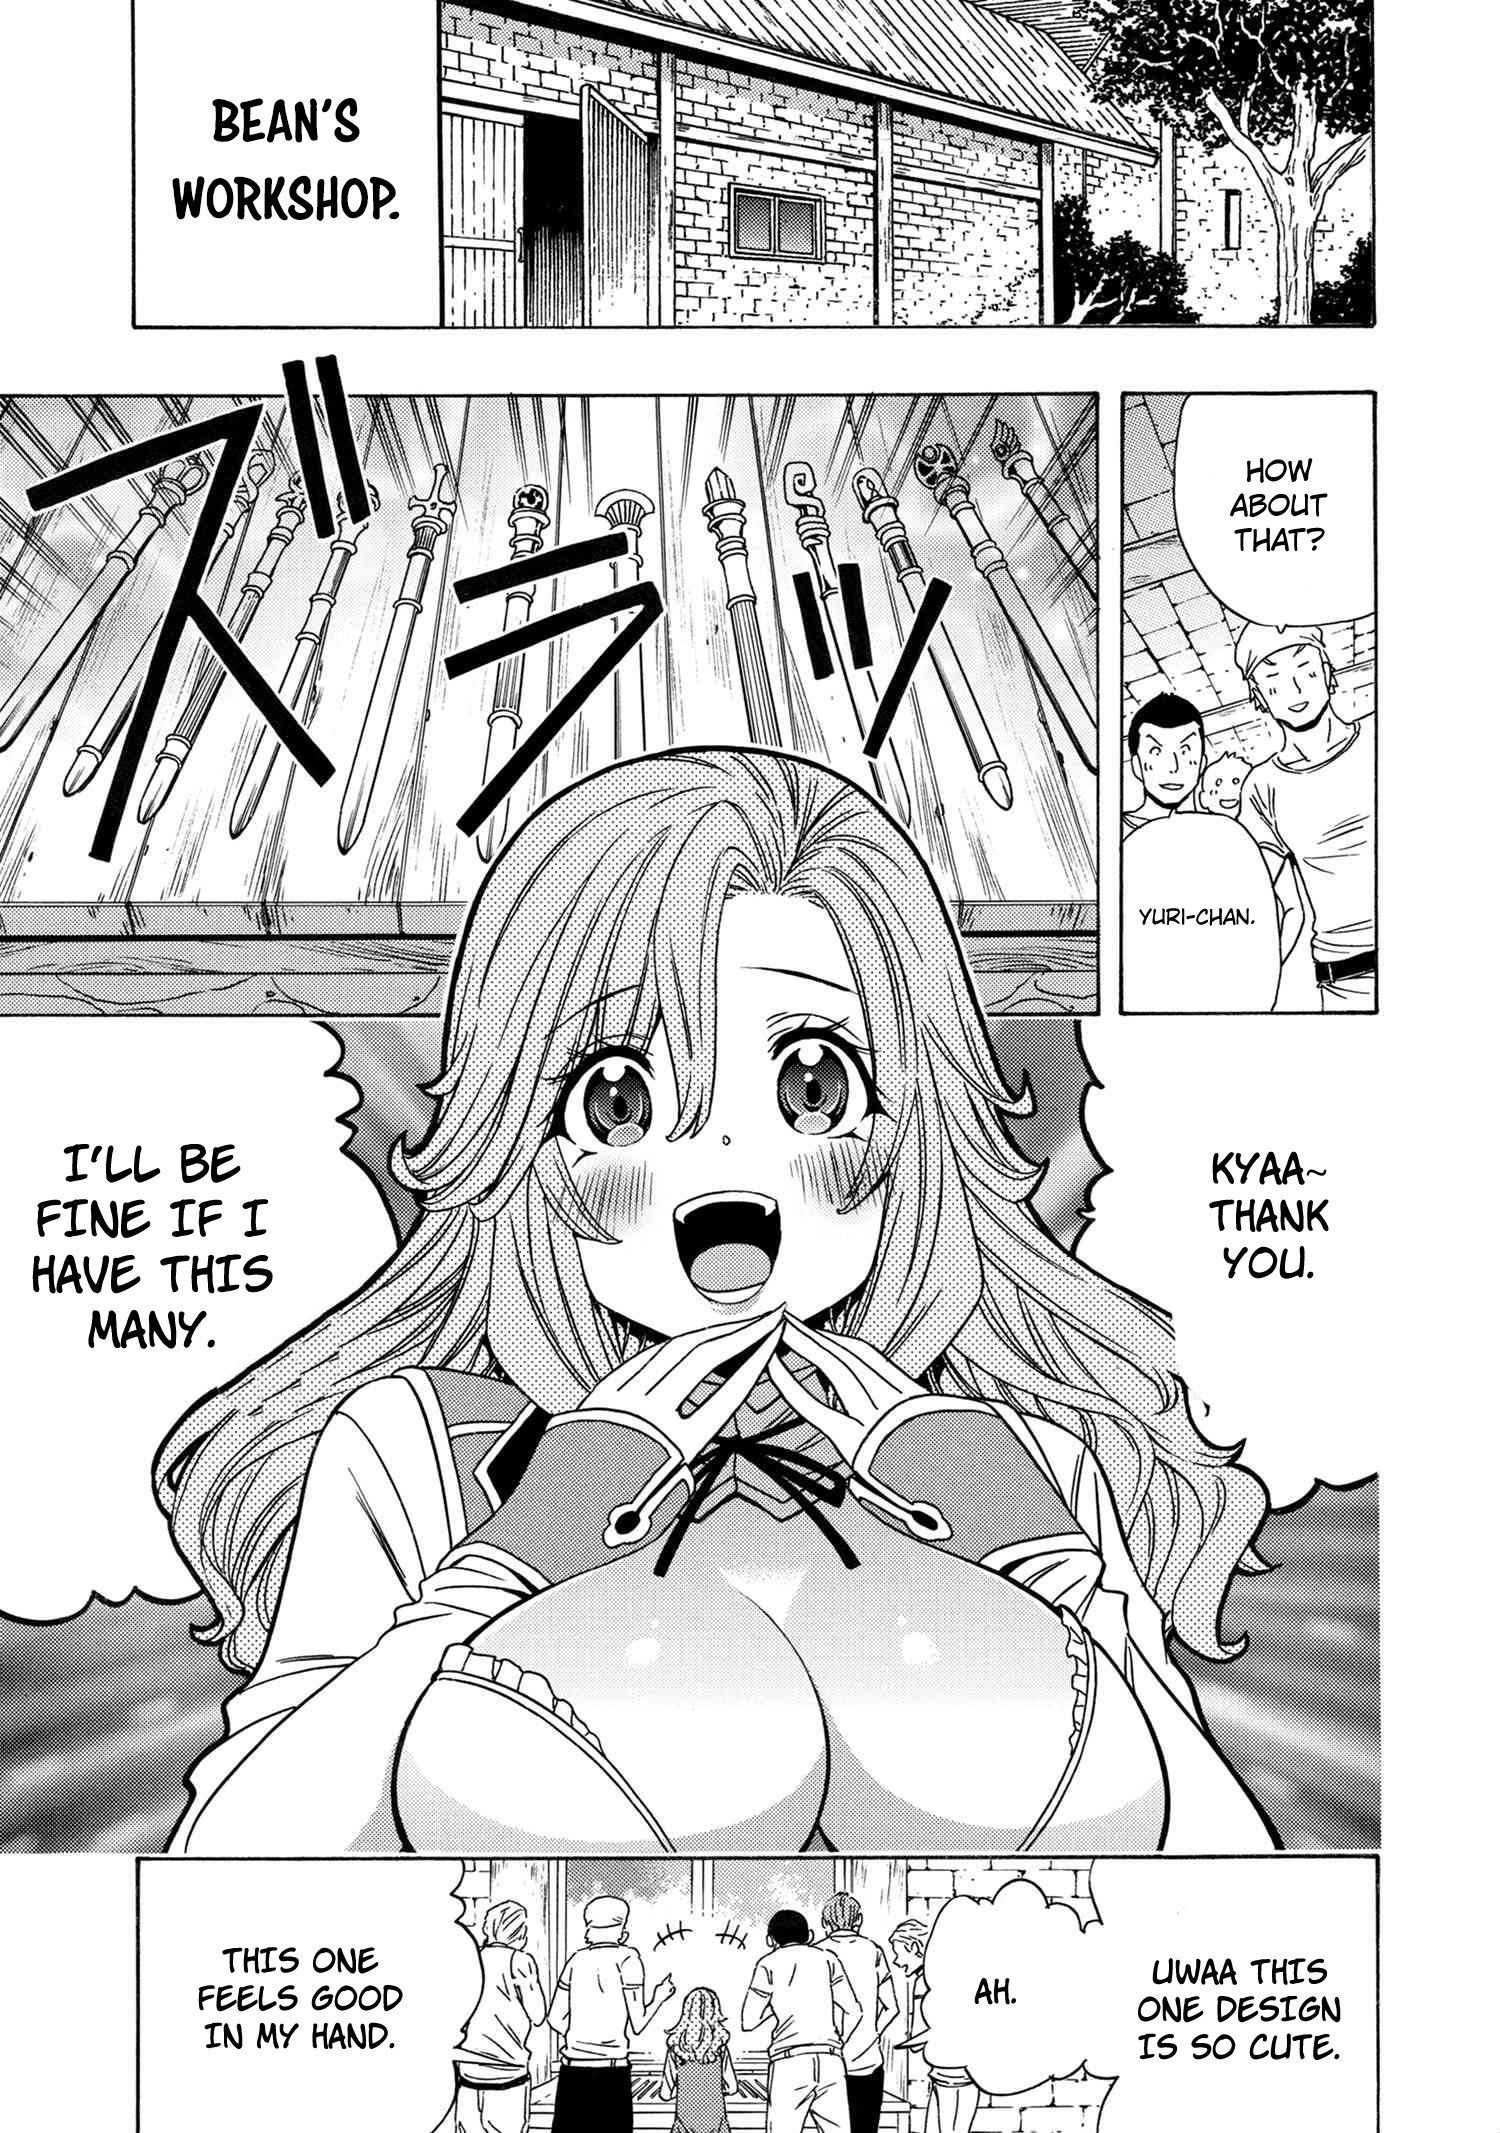 BEAN'S
WORKSHOP.
HOW
ABOUT
THAT?
YURI-CHAN.
ズラッ
KYAA~
THANK
YOU.
I'LL BE
FINE IF I
HAVE THIS
MANY.
UWAA THIS
ONE DESIGN
IS SO CUTE.
AH.
THIS ONE
FEELS GOOD
IN MY HAND.